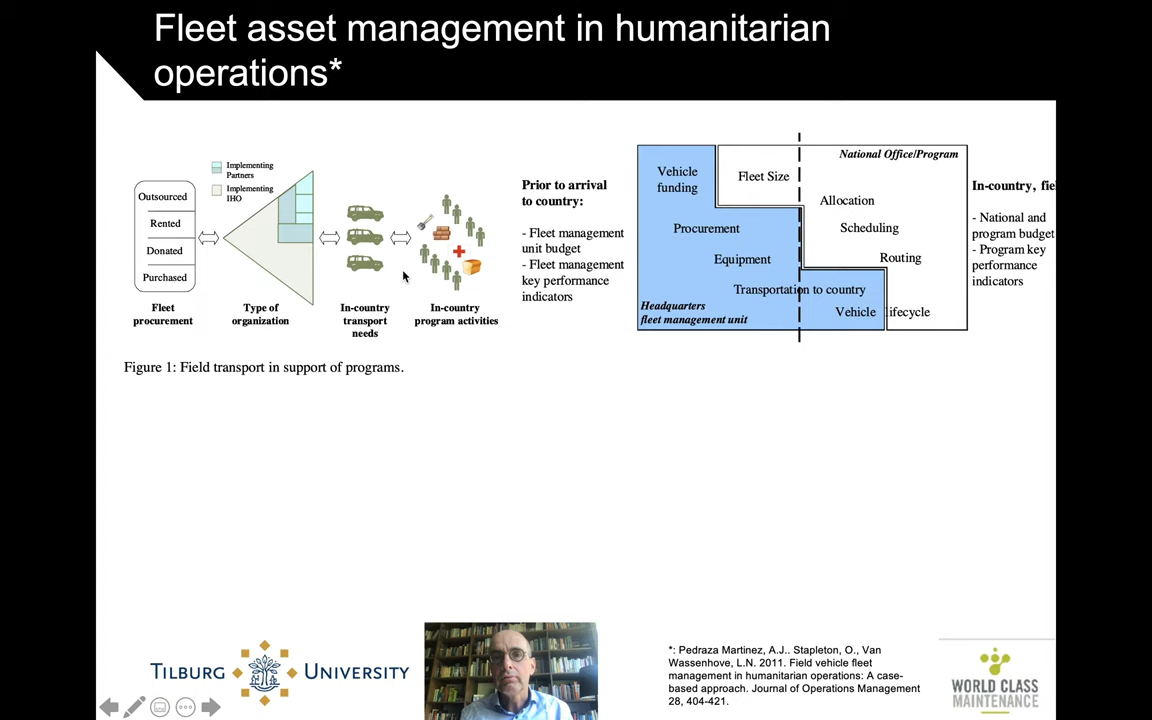 Fleet asset management in humanitarian
operations*
Implementing
Partners
Implementing
IHO
Outsourced
Rented
Donated
Purchased
Fleet
procurement
Type of
organization
In-country
transport
needs
In-country
program activities
Figure 1: Field transport in support of programs.
Prior to arrival
to country:
- Fleet management
unit budget
- Fleet management
key performance
indicators
Vehicle
funding
Fleet Size
National Office/Program
Allocation
Procurement
Scheduling
Equipment
Routing
Transportation to country
Headquarters
fleet management unit
Vehicle lifecycle
In-country, fie
- National and
program budget
- Program key
performance
indicators
TILBURG UNIVERSITY
*: Pedraza Martinez, A.J.. Stapleton, O., Van
Wassenhove, L.N. 2011. Field vehicle fleet
management in humanitarian operations: A case-
based approach. Journal of Operations Management
28, 404-421.
WORLD CLASS
MAINTENANCE